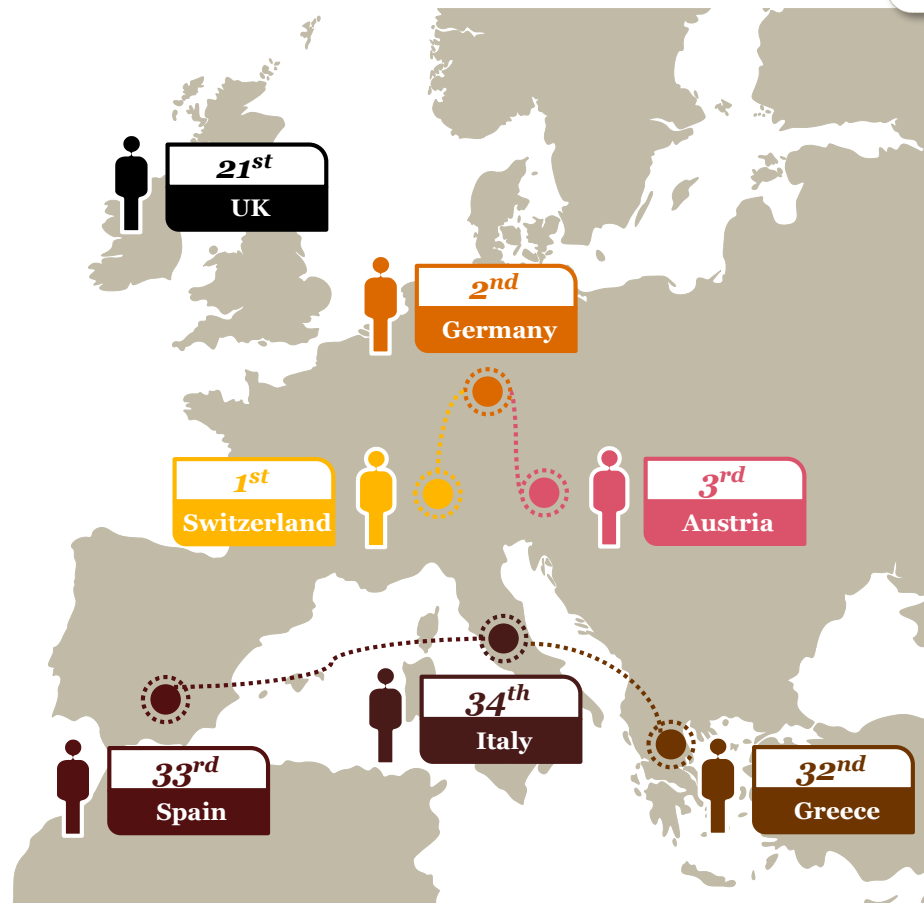 21st
UK
2nd
Germany
1st
Switzerland
3rd
Austria
34th
Italy
33rd
Spain
32nd
Greece